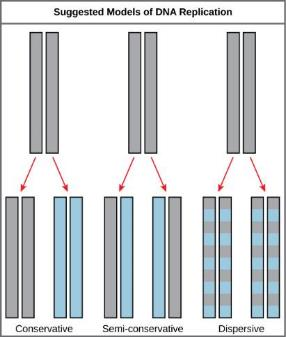 Suggested Models of DNA Replication
Conservative
Semi-conservative
Dispersive